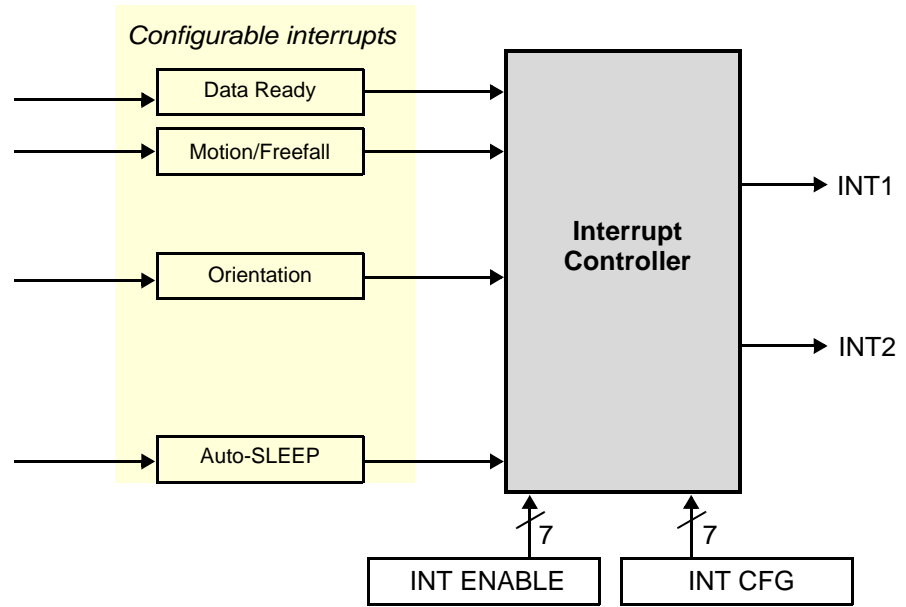 Configurable interrupts
Data Ready
Motion/Freefall
Orientation
Auto-SLEEP
Interrupt
Controller
INT1
INT2
7
7
INT ENABLE
INT CFG